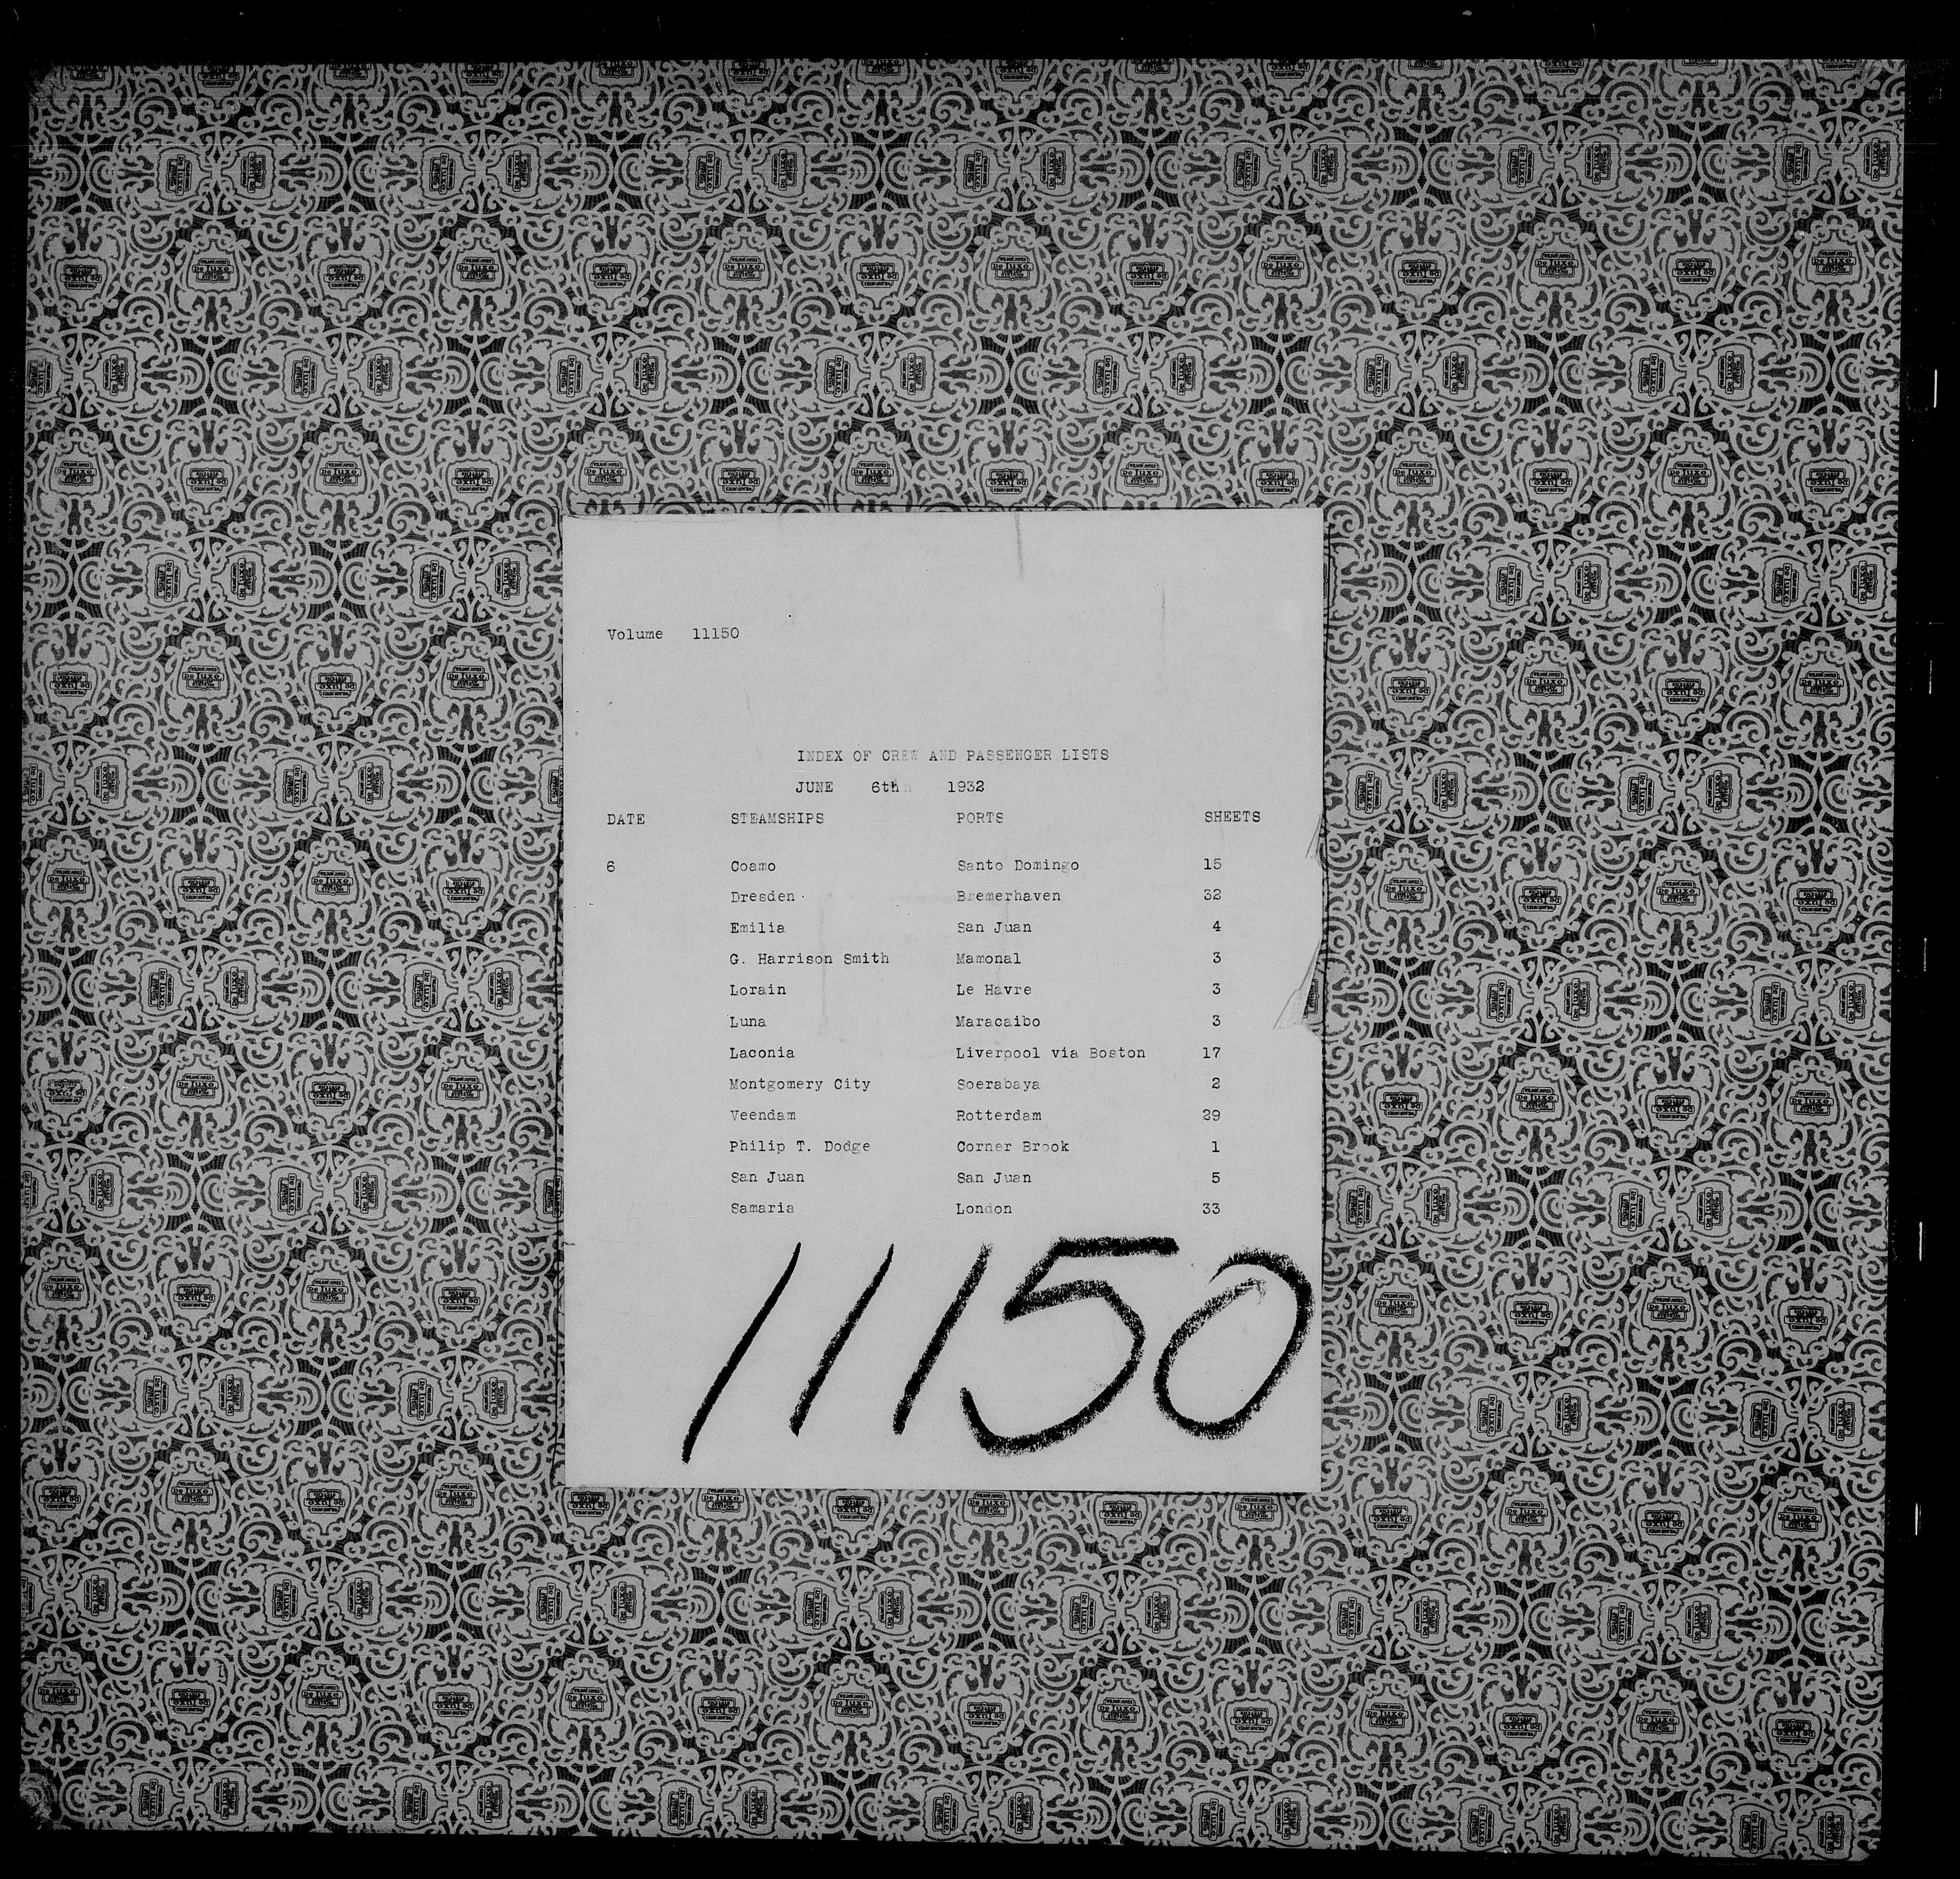 Volume 11150
INDEX OF CREW AND PASSENGER LISTS
JUNE 6th 1932
DATE STEAMSHIPS PORTS SHEETS
6 Coamo Santo Domingo 15
Dresden Bremerhaven 32
Emilia San Juan 4
G. Harrison Smith Mamonal 3
Lorain Le Havre 3
Luna Maracaibo 3
Laconia Liverpool via Boston 17
Montgomery City Soerabaya 2
Veendam Rotterdam 29
Philip T. Dodge Corner Brook 1
San Juan San Juan 5
Samaria London 33
11150